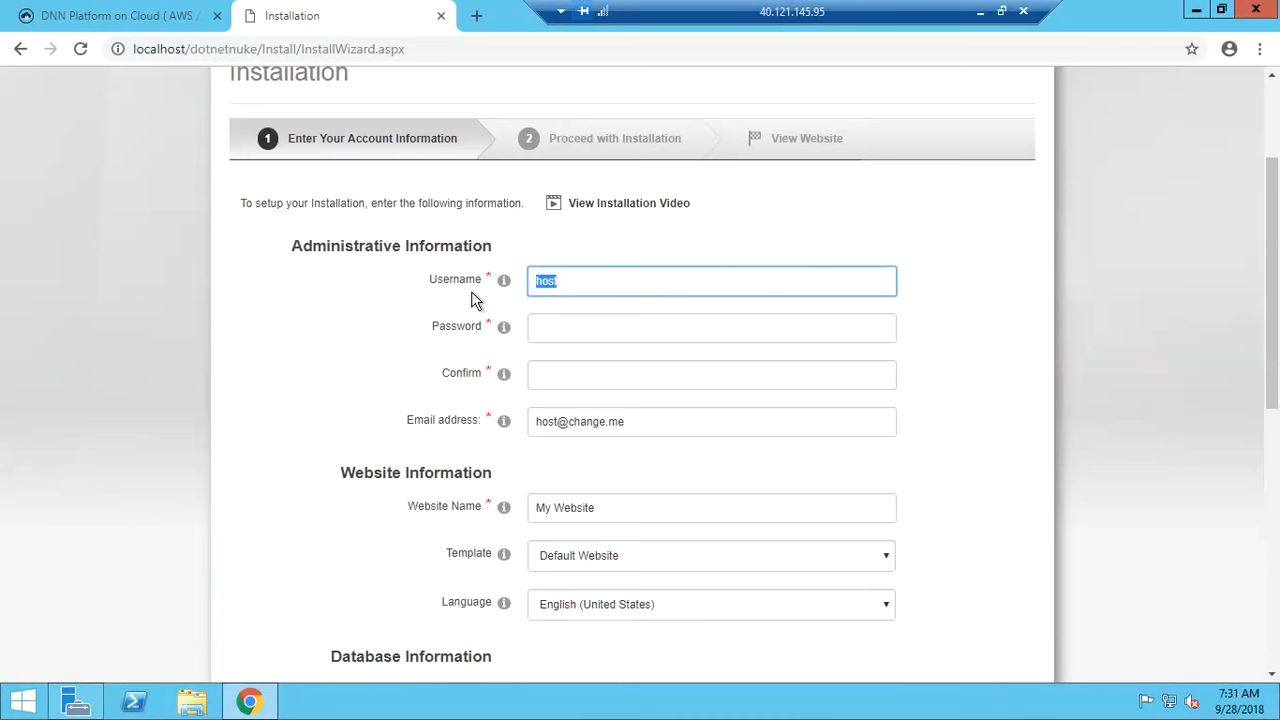 DNN Platform on Cloud ( AWS /
Installation
40.121.145.95
localhost/dotnetnuke/Install/InstallWizard.aspx
Installation
1 Enter Your Account Information
2 Proceed with Installation
View Website
To setup your Installation, enter the following information.
View Installation Video
Administrative Information
Username * host
Password *
Confirm *
Email address: * host@change.me
Website Information
Website Name * My Website
Template Default Website
Language English (United States)
Database Information
7:31 AM
9/28/2018